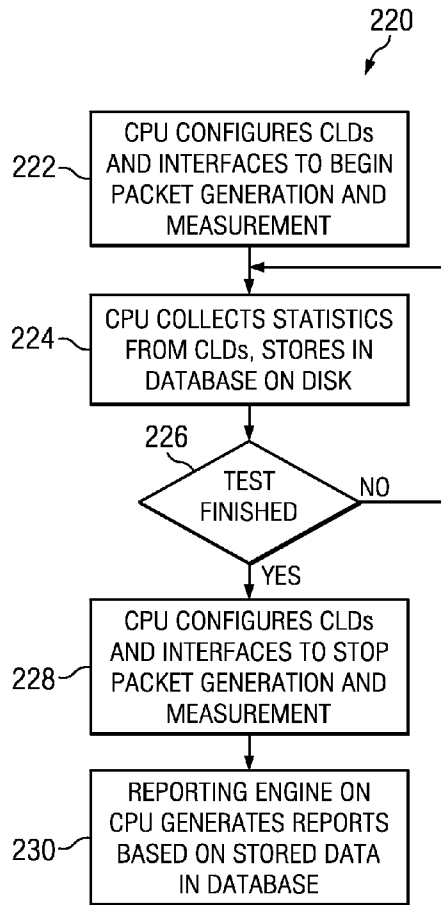 220
222
CPU CONFIGURES CLDs
AND INTERFACES TO BEGIN
PACKET GENERATION AND
MEASUREMENT
224
CPU COLLECTS STATISTICS
FROM CLDs, STORES IN
DATABASE ON DISK
226
TEST
FINISHED
NO
YES
228
CPU CONFIGURES CLDs
AND INTERFACES TO STOP
PACKET GENERATION AND
MEASUREMENT
230
REPORTING ENGINE ON
CPU GENERATES REPORTS
BASED ON STORED DATA
IN DATABASE